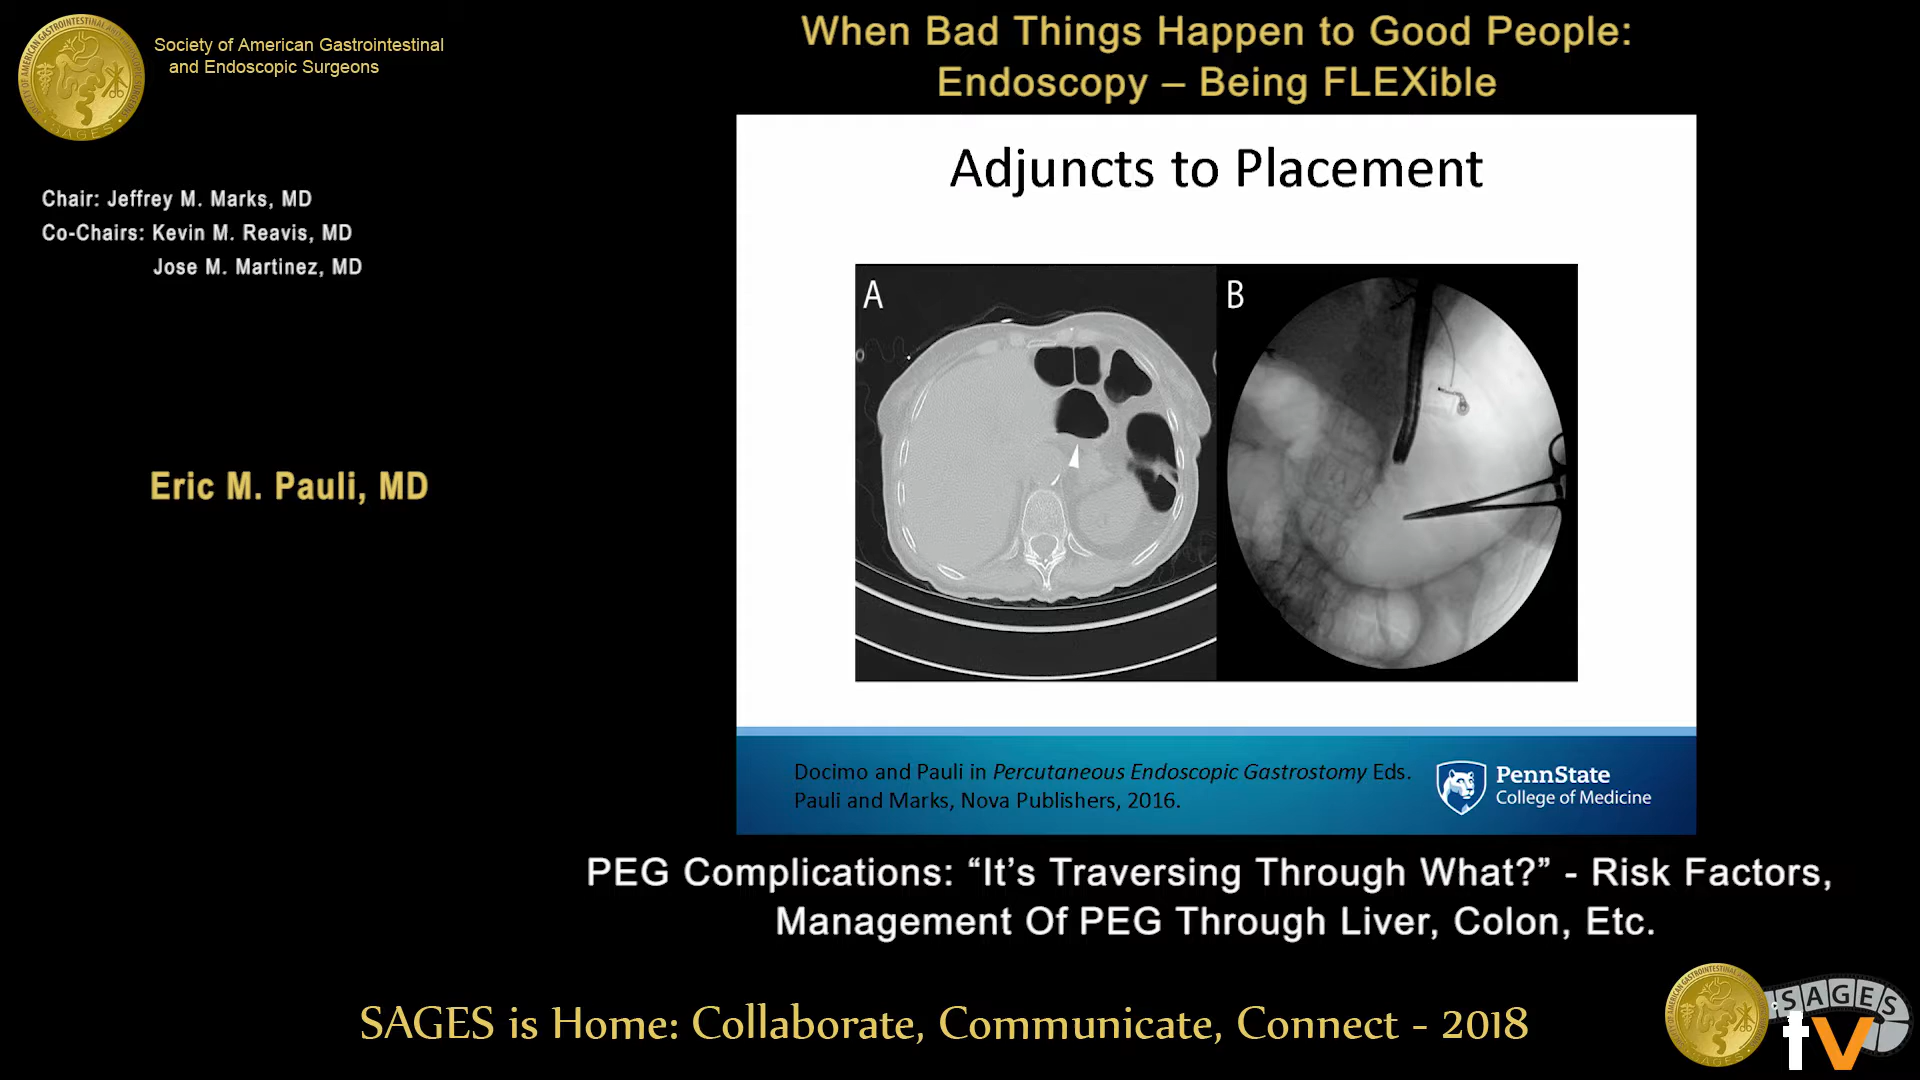 Society of American Gastrointestinal
and Endoscopic Surgeons
When Bad Things Happen to Good People:
Endoscopy – Being FLEXible
Chair: Jeffrey M. Marks, MD
Co-Chairs: Kevin M. Reavis, MD
Jose M. Martinez, MD
Eric M. Pauli, MD
Adjuncts to Placement
A
B
Docimo and Pauli in Percutaneous Endoscopic Gastrostomy Eds.
Pauli and Marks, Nova Publishers, 2016.
PennState
College of Medicine
PEG Complications: “It’s Traversing Through What?” - Risk Factors,
Management Of PEG Through Liver, Colon, Etc.
SAGES is Home: Collaborate, Communicate, Connect - 2018
SAGES
tv